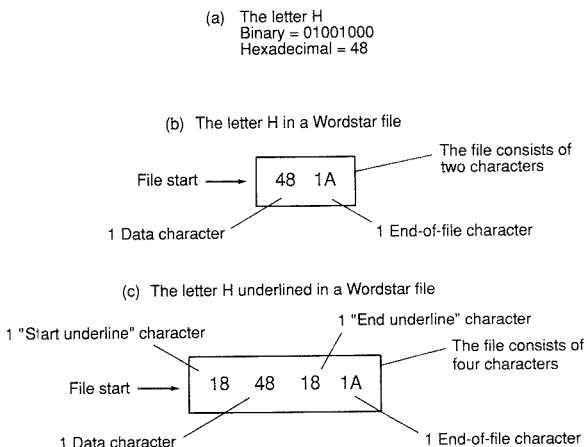 (a) The letter H
Binary = 01001000
Hexadecimal = 48
(b) The letter H in a Wordstar file
The file consists of
two characters
File start
48 1A
1 Data character
1 End-of-file character
(c) The letter H underlined in a Wordstar file
1 "Start underline" character
1 "End underline" character
The file consists of
four characters
File start
18 48 18 1A
1 Data character
1 End-of-file character